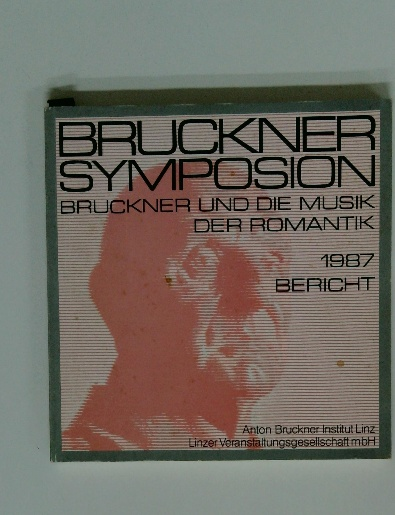 BRUCKNER
SYMPOSION
BRUCKNER UND DIE MUSIK
DER ROMANTIK
1987
BERICHT
Anton Bruckner Institut Linz
Linzer Veranstaltungsgesellschaft mbH